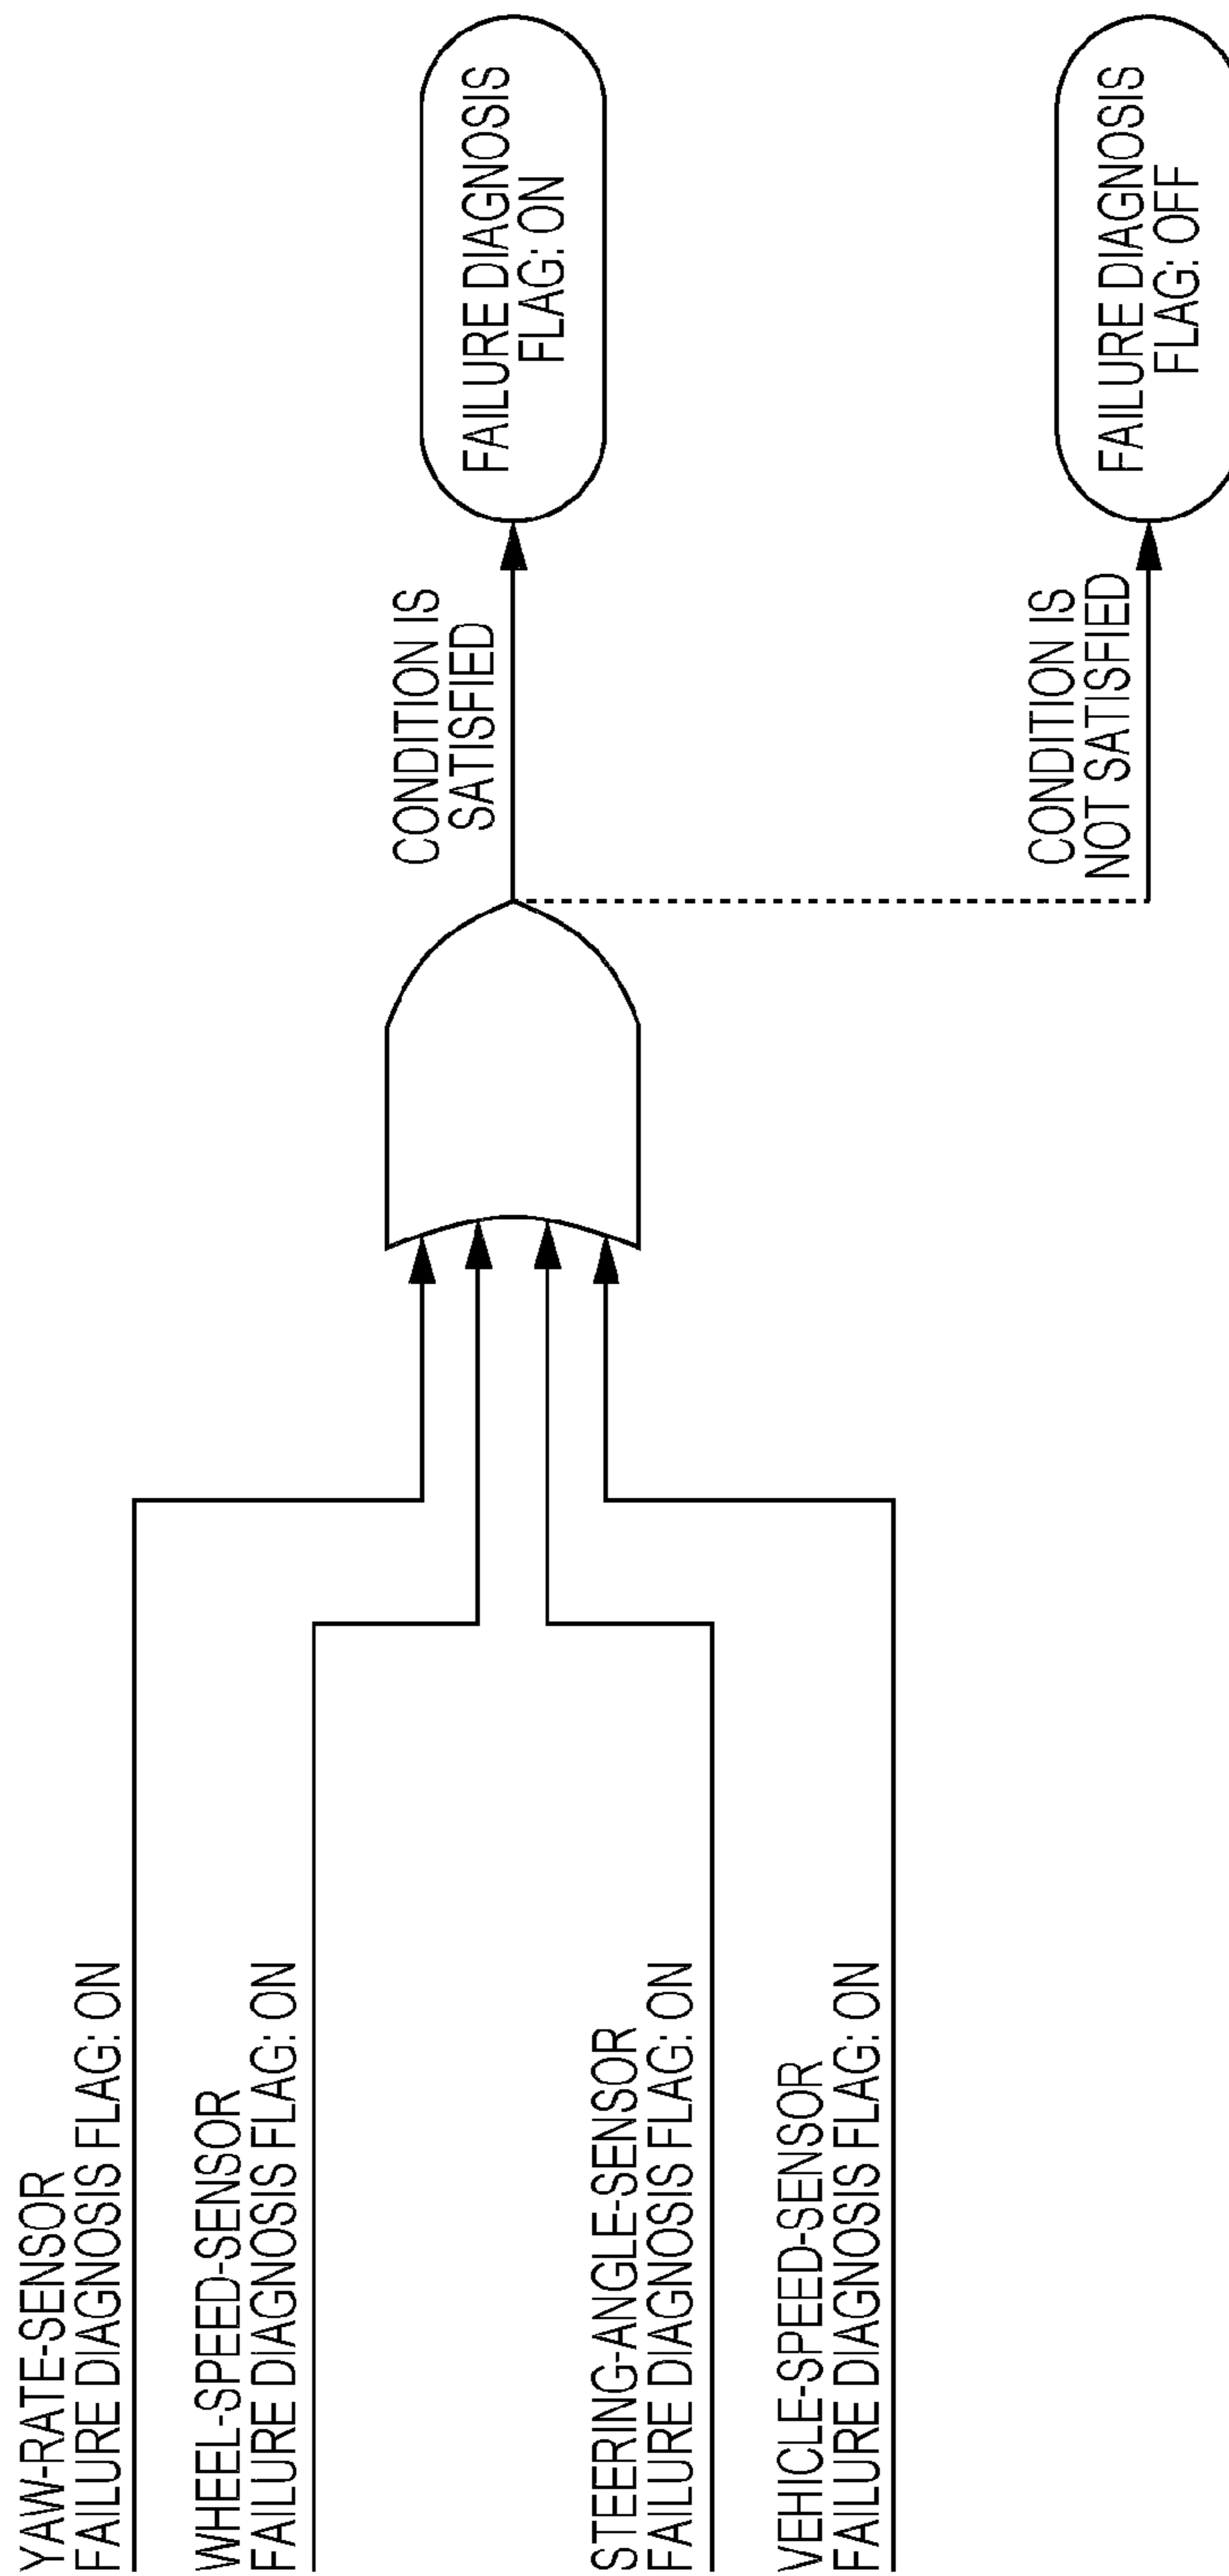 YAW-RATE-SENSOR
FAILURE DIAGNOSIS FLAG: ON
WHEEL-SPEED-SENSOR
FAILURE DIAGNOSIS FLAG: ON
STEERING-ANGLE-SENSOR
FAILURE DIAGNOSIS FLAG: ON
VEHICLE-SPEED-SENSOR
FAILURE DIAGNOSIS FLAG: ON
CONDITION IS
SATISFIED
FAILURE DIAGNOSIS
FLAG: ON
CONDITION IS
NOT SATISFIED
FAILURE DIAGNOSIS
FLAG: OFF